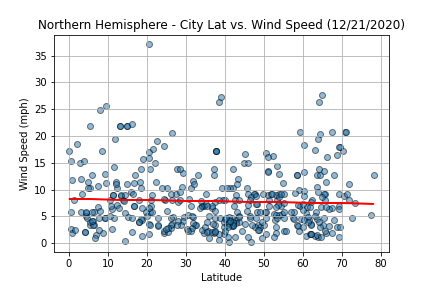 Northern Hemisphere - City Lat vs. Wind Speed (12/21/2020)
35
30
25
20
15
10
5
0
Wind Speed (mph)
0 10 20 30 40 50 60 70 80
Latitude